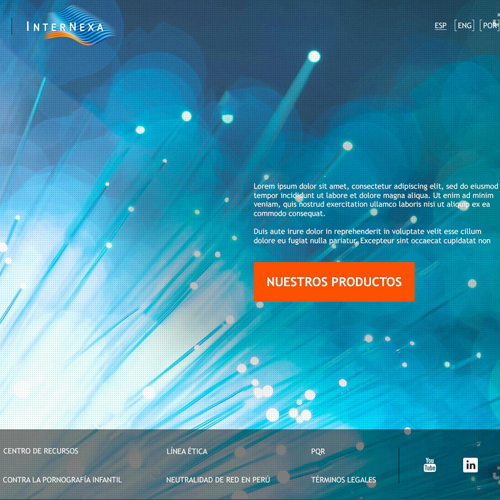 INTERNEXA
ESP [ENG] [POR]
Lorem ipsum dolor sit amet, consectetur adipiscing elit, sed do eiusmod
tempor incididunt ut labore et dolore magna aliqua. Ut enim ad minim
veniam, quis nostrud exercitation ullamco laboris nisi ut aliquip ex ea
commodo consequat.
Duis aute irure dolor in reprehenderit in voluptate velit esse cillum
dolore eu fugiat nulla pariatur. Excepteur sint occaecat cupidatat non
NUESTROS PRODUCTOS
CENTRO DE RECURSOS LÍNEA ÉTICA PQR
You
Tube
in
CONTRA LA PORNOGRAFÍA INFANTIL NEUTRALIDAD DE RED EN PERÚ TÉRMINOS LEGALES